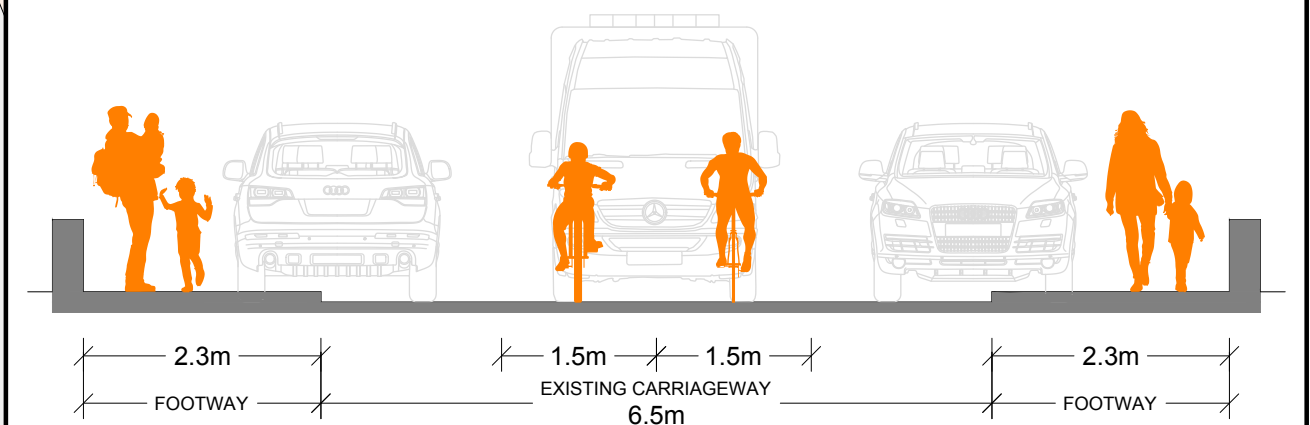 2.3m
1.5m
1.5m
2.3m
FOOTWAY
EXISTING CARRIAGEWAY
6.5m
FOOTWAY